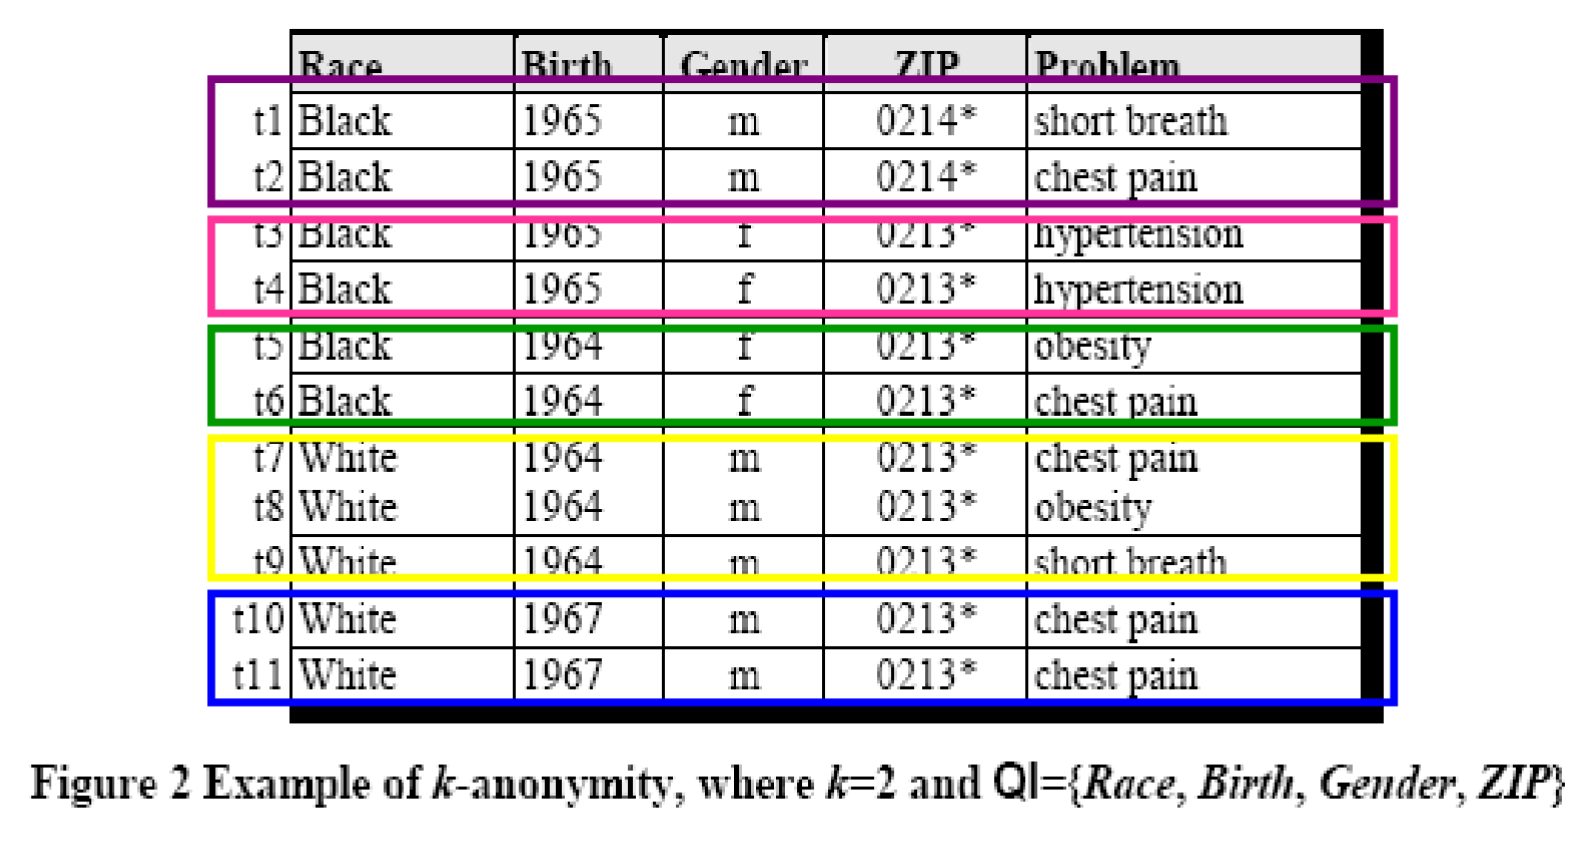 Race Birth Gender ZIP Problem
t1 Black 1965 m 0214* short breath
t2 Black 1965 m 0214* chest pain
t3 Black 1965 f 0213* hypertension
t4 Black 1965 f 0213* hypertension
t5 Black 1964 f 0213* obesity
t6 Black 1964 f 0213* chest pain
t7 White 1964 m 0213* chest pain
t8 White 1964 m 0213* obesity
t9 White 1964 m 0213* short breath
t10 White 1967 m 0213* chest pain
t11 White 1967 m 0213* chest pain
Figure 2 Example of k-anonymity, where k=2 and QI={Race, Birth, Gender, ZIP}